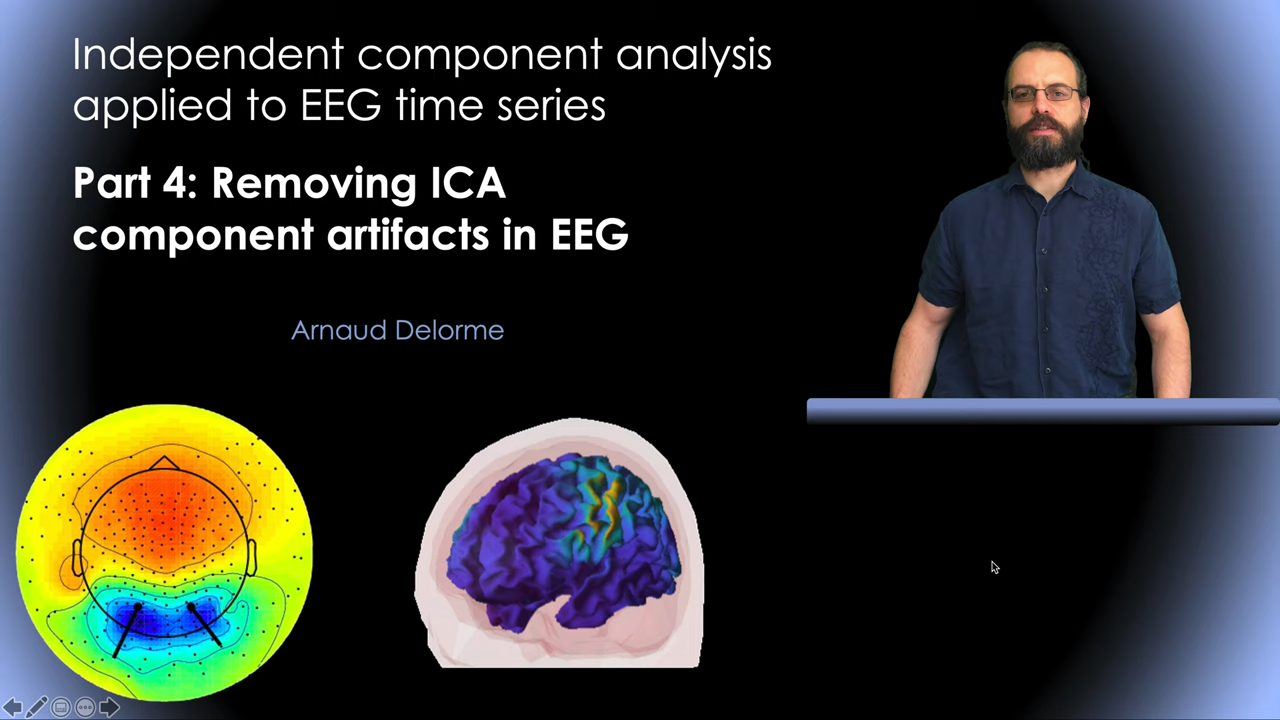 Independent component analysis
applied to EEG time series
Part 4: Removing ICA
component artifacts in EEG
Arnaud Delorme